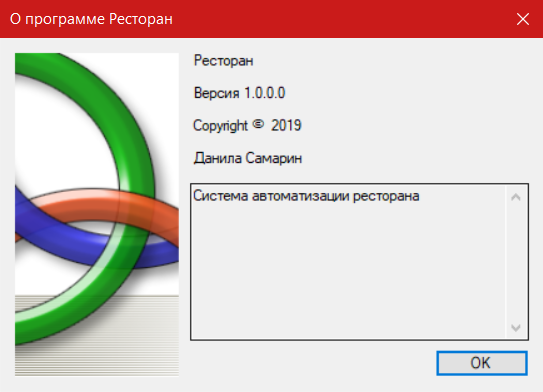 О программе Ресторан
Ресторан
Версия 1.0.0.0
Copyright © 2019
Данила Самарин
Система автоматизации ресторана
OK